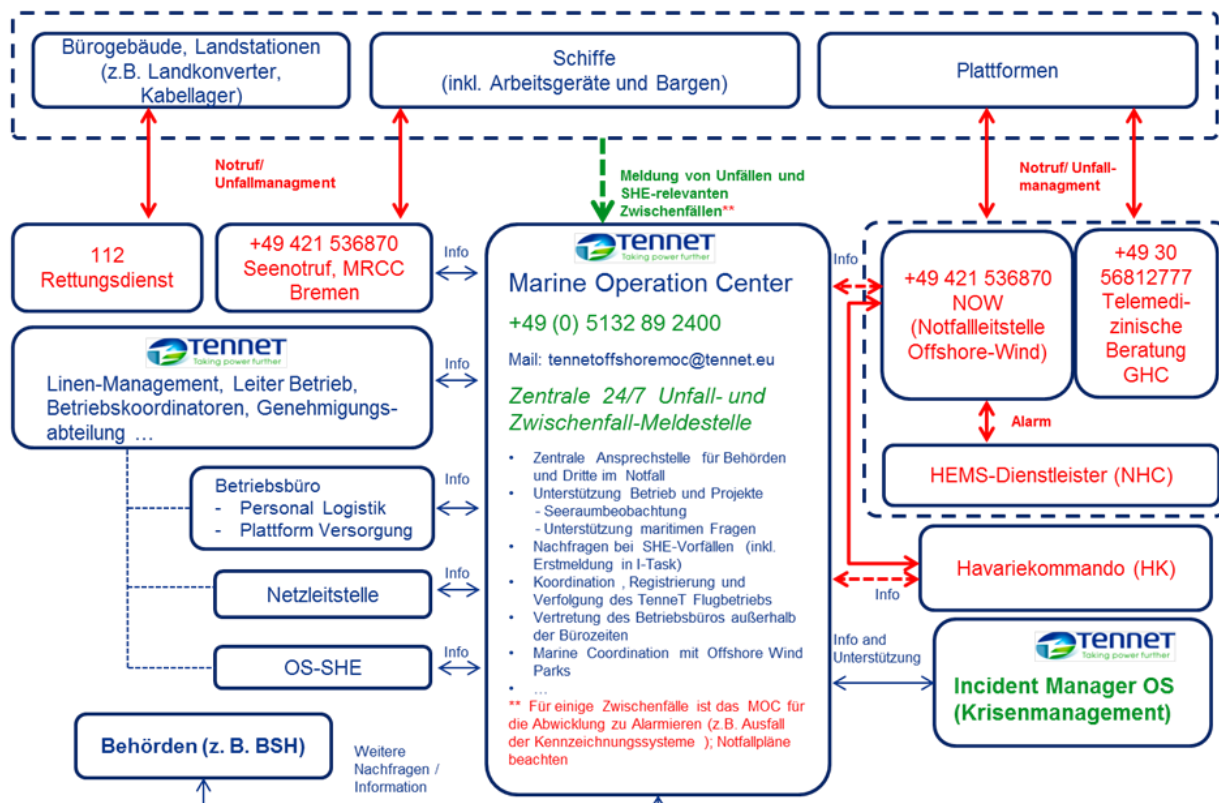 Bürogebäude, Landstationen
(z.B. Landkonverter,
Kabellager)
Schiffe
(inkl. Arbeitsgeräte und Bargen)
Plattformen
Notruf/
Unfallmanagment
Meldung von Unfällen und
SHE-relevanten
Zwischenfällen**
Notruf/ Unfall-
managment
112
Rettungsdienst
+49 421 536870
Seenotruf, MRCC
Bremen
Info
TENNET
Taking power further
Marine Operation Center
+49 (0) 5132 89 2400
Mail: tennetoffshoremoc@tennet.eu
Zentrale 24/7 Unfall- und
Zwischenfall-Meldestelle
• Zentrale Ansprechstelle für Behörden
und Dritte im Notfall
• Unterstützung Betrieb und Projekte
- Seeraumbeobachtung
- Unterstützung maritimen Fragen
• Nachfragen bei SHE-Vorfällen (inkl.
Erstmeldung in I-Task)
• Koordination , Registrierung und
Verfolgung des TenneT Flugbetriebs
• Vertretung des Betriebsbüros außerhalb
der Bürozeiten
• Marine Coordination mit Offshore Wind
Parks
• ...
** Für einige Zwischenfälle ist das MOC für
die Abwicklung zu Alarmieren (z.B. Ausfall
der Kennzeichnungssysteme ); Notfallpläne
beachten
Info
+49 421 536870
NOW
(Notfallleitstelle
Offshore-Wind)
+49 30
56812777
Telemedi-
zinische
Beratung
GHC
Alarm
HEMS-Dienstleister (NHC)
Havariekommando (HK)
Info
Info and
Unterstützung
TENNET
Taking power further
Incident Manager OS
(Krisenmanagement)
TENNET
Taking power further
Linen-Management, Leiter Betrieb,
Betriebskoordinatoren, Genehmigungs-
abteilung ...
Info
Betriebsbüro
- Personal Logistik
- Plattform Versorgung
Info
Netzleitstelle
Info
OS-SHE
Info
Behörden (z. B. BSH)
Weitere
Nachfragen /
Information